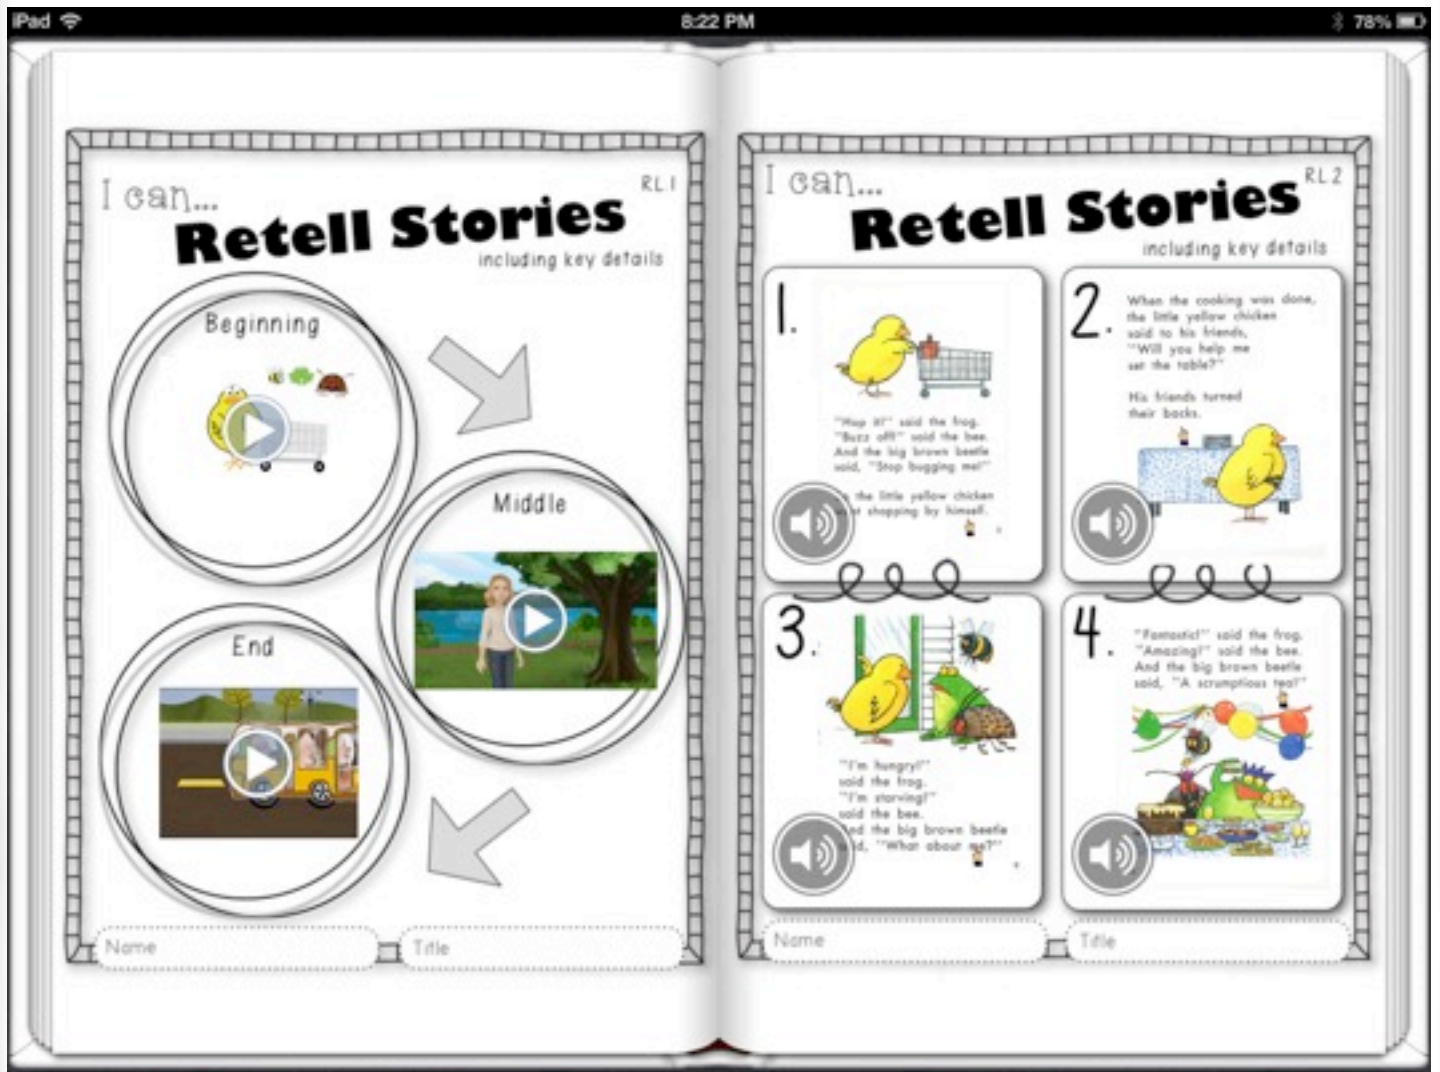 iPad
8:22 PM
78%
I can...
RL.1
Retell Stories
including key details
Beginning
Middle
End
Name
Title
I can...
RL.2
Retell Stories
including key details
1.
"Hop it!" said the frog.
"Buzz off!" said the bee.
And the big brown beetle
said, "Stop bugging me!"
the little yellow chicken
shopping by himself.
2.
When the cooking was done,
the little yellow chicken
said to his friends,
"Will you help me
set the table?"
His friends turned
their backs.
3.
"I'm hungry!"
said the frog.
"I'm starving!"
said the bee.
And the big brown beetle
said, "What about me?"
4.
"Fantastic!" said the frog.
"Amazing!" said the bee.
And the big brown beetle
said, "A scrumptious tea!"
Name
Title